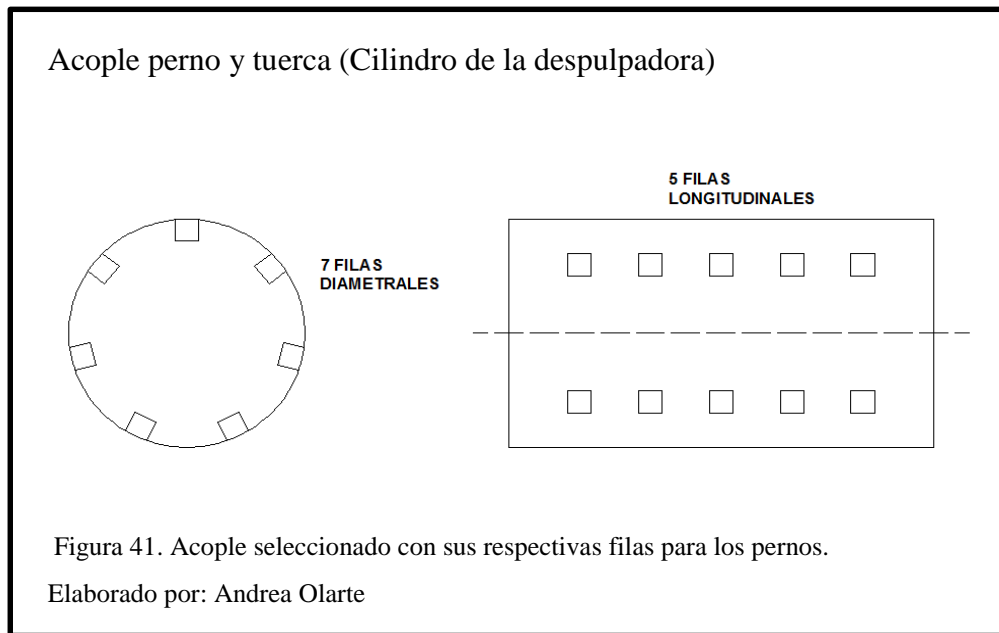 Acople perno y tuerca (Cilindro de la despulpadora)
5 FILAS
LONGITUDINALES
7 FILAS
DIAMETRALES
Figura 41. Acople seleccionado con sus respectivas filas para los pernos.
Elaborado por: Andrea Olarte